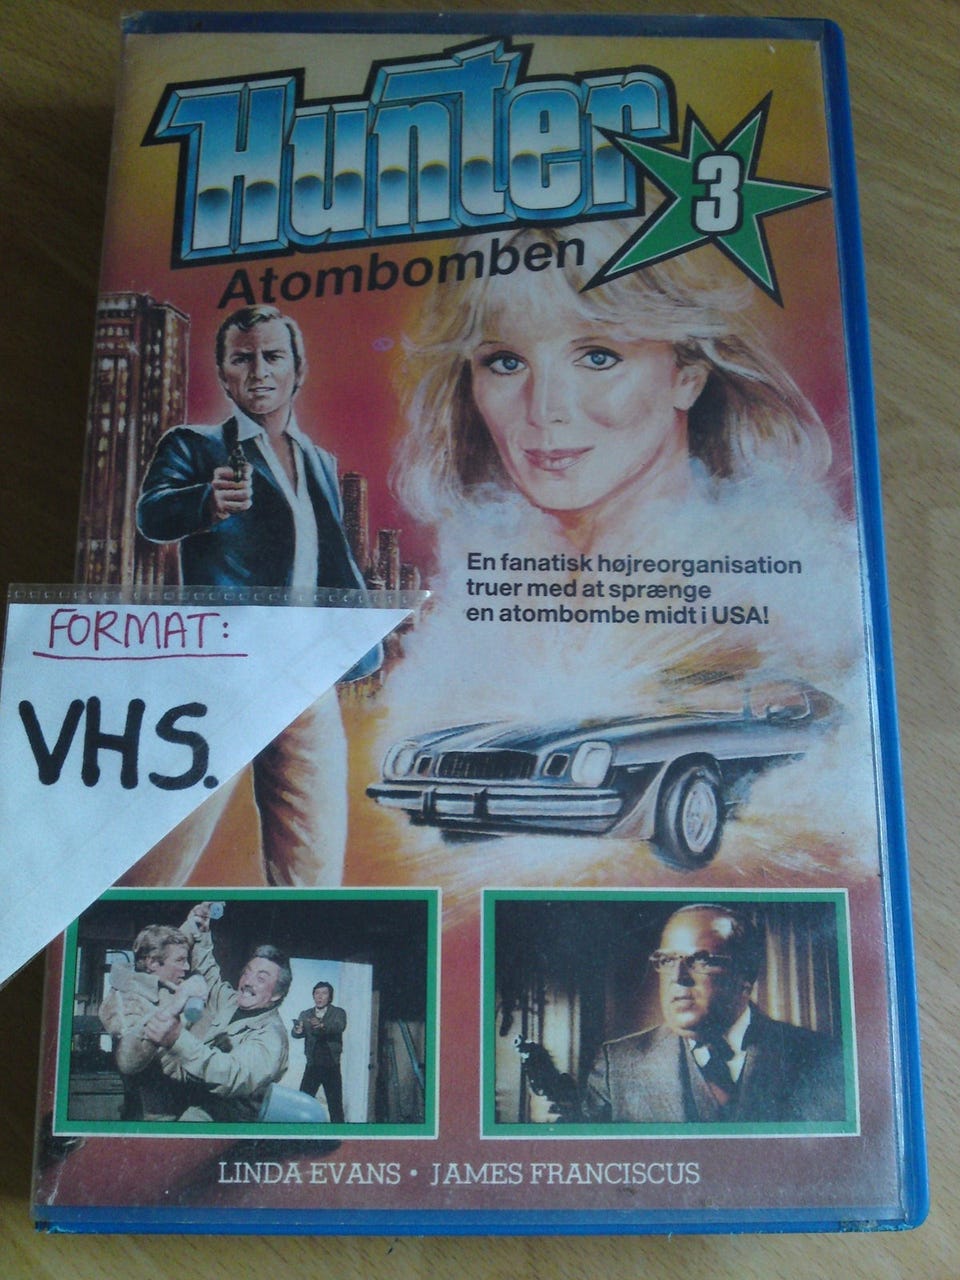 Hunter
3
Atombomben
En fanatisk højreorganisation
truer med at sprænge
en atombombe midt i USA!
FORMAT:
VHS.
LINDA EVANS • JAMES FRANCISCUS